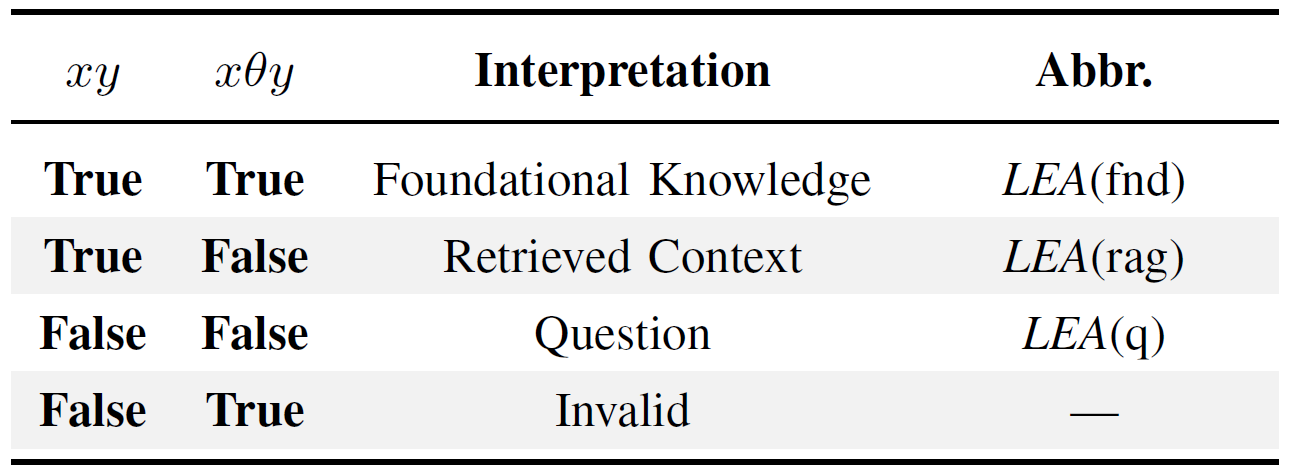 xy xθy Interpretation Abbr.
True True Foundational Knowledge LEA(fnd)
True False Retrieved Context LEA(rag)
False False Question LEA(q)
False True Invalid —